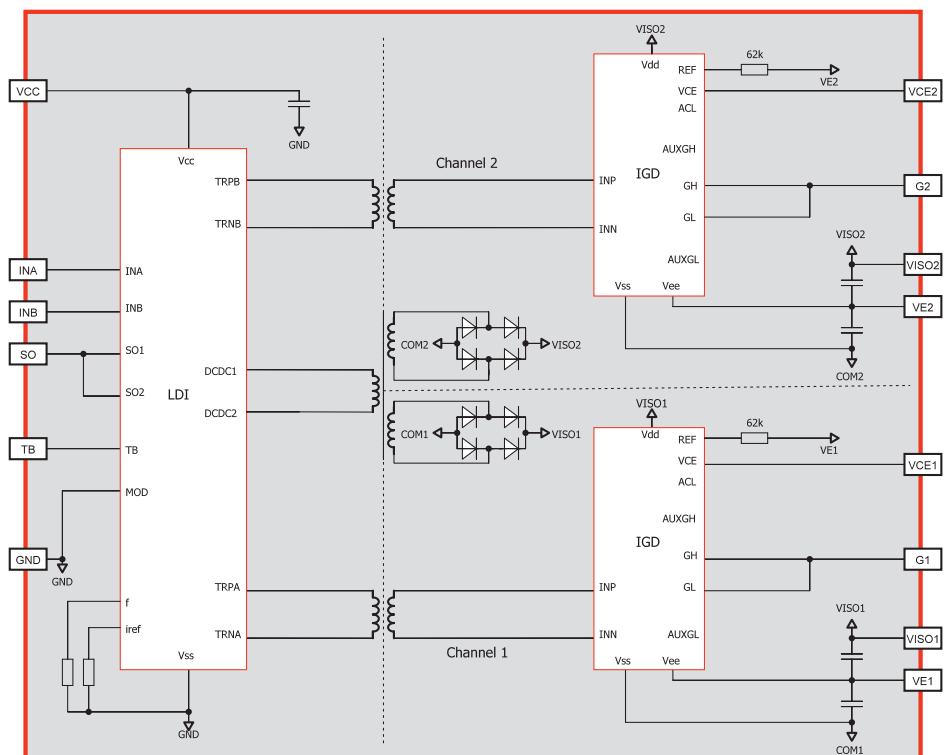 VCC
INA
INB
SO
TB
GND
GND
GND
Vcc
TRPB
TRNB
INA
INB
SO1
SO2
DCDC1
DCDC2
LDI
TB
MOD
f
iref
TRPA
TRNA
Vss
GND
Channel 2
VISO2
Vdd
REF
62k
VE2
VCE
ACL
AUXGH
IGD
INP
INN
GH
GL
AUXGL
Vss
Vee
VISO2
COM2
VCE2
G2
VISO2
VE2
COM2
VISO2
COM1
VISO1
VISO1
Vdd
REF
62k
VE1
VCE
ACL
AUXGH
IGD
INP
INN
GH
GL
AUXGL
Vss
Vee
Channel 1
VISO1
COM1
VCE1
G1
VISO1
VE1